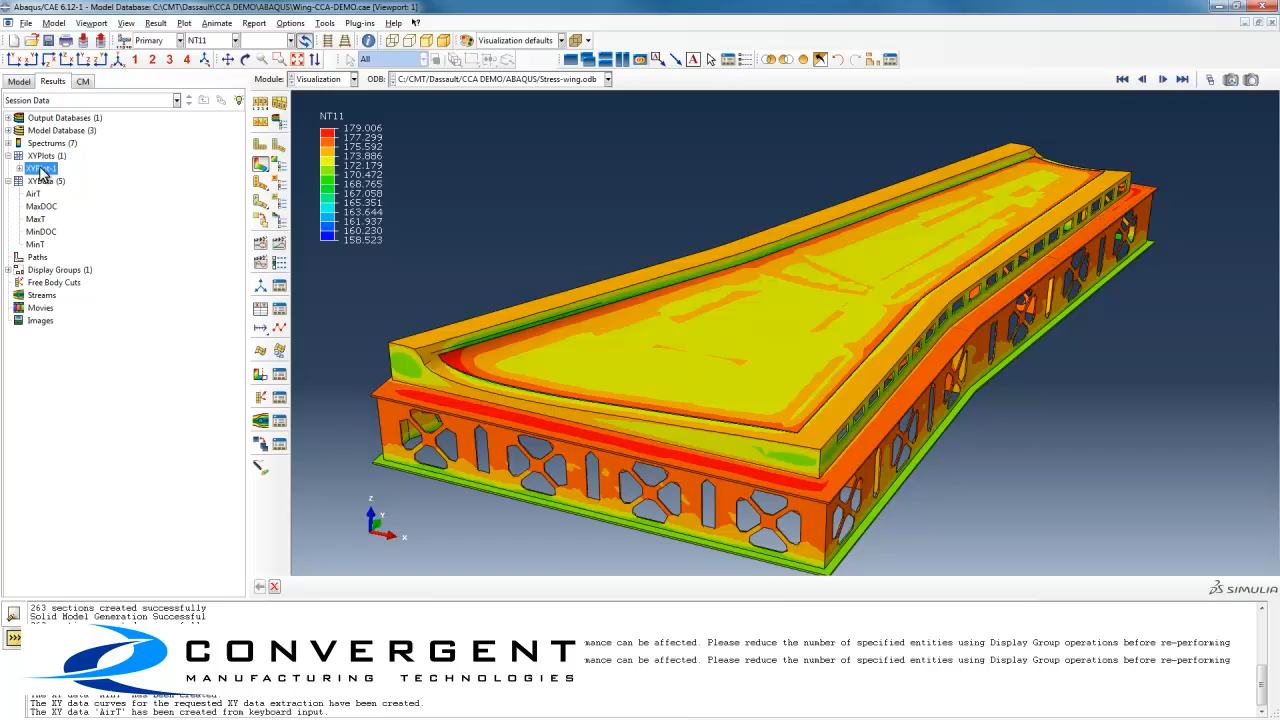 Abaqus/CAE 6.12-1 - Model Database: C:\CMT\Dassault\CCA DEMO\ABAQUS\Wing-CCA-DEMO.cae [Viewport: 1]
File Model Viewport View Result Plot Animate Report Options Tools Plug-ins Help
Primary NT11 Visualization defaults
1 2 3 4 All A
Model Results CM Module: Visualization ODB: C:/CMT/Dassault/CCA DEMO/ABAQUS/Stress-wing.odb
Session Data
Output Databases (1)
Model Database (3)
Spectrums (7)
XYPlots (1)
XYPlot-1
XYData (5)
AirT
MaxDOC
MaxT
MinDOC
MinT
Paths
Display Groups (1)
Free Body Cuts
Streams
Movies
Images
NT11
179.006
177.299
175.592
173.886
172.179
170.472
168.765
167.058
165.351
163.644
161.937
160.230
158.523
Z
Y
X
SIMULIA
263 sections created successfully
Solid Model Generation Successful
CONVERGENT
MANUFACTURING TECHNOLOGIES
mance can be affected. Please reduce the number of specified entities using Display Group operations before re-performing
mance can be affected. Please reduce the number of specified entities using Display Group operations before re-performing
The XY data curves for the requested XY data extraction have been created.
The XY data 'AirT' has been created from keyboard input.